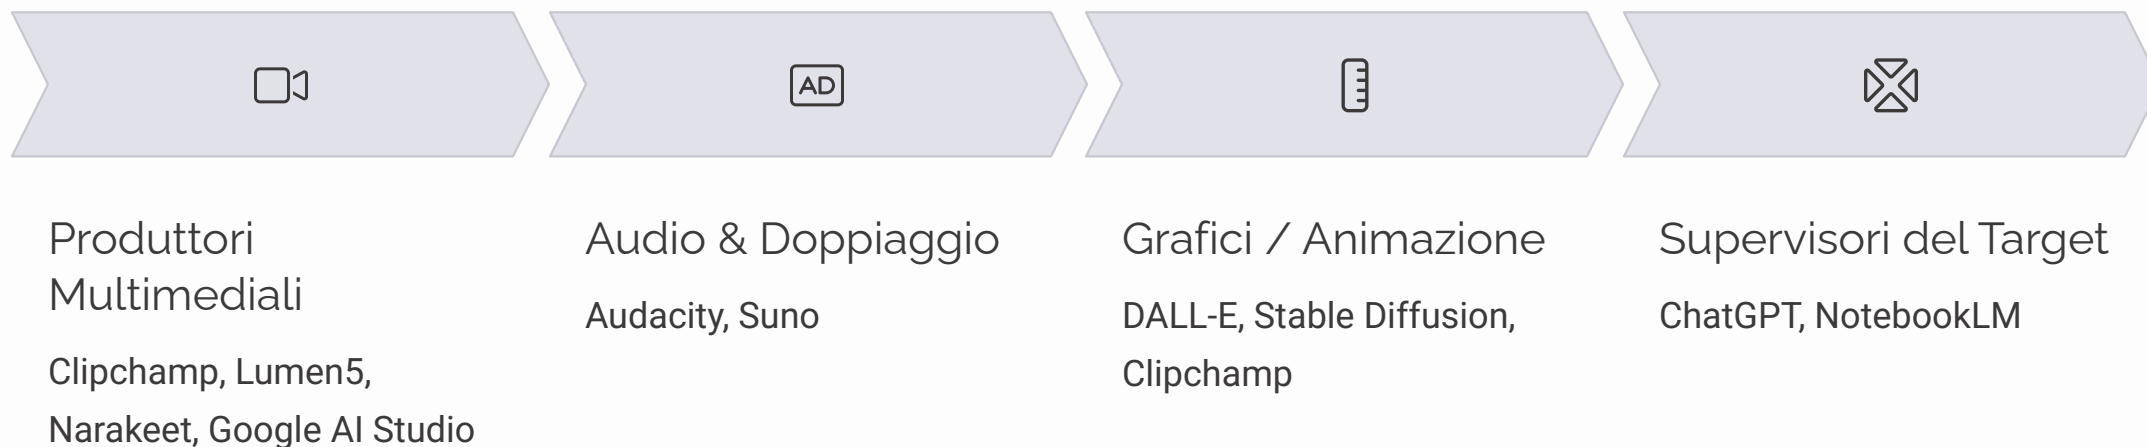 AD
Produttori
Multimediali
Clipchamp, Lumen5,
Narakeet, Google AI Studio
Audio & Doppiaggio
Audacity, Suno
Grafici / Animazione
DALL-E, Stable Diffusion,
Clipchamp
Supervisori del Target
ChatGPT, NotebookLM